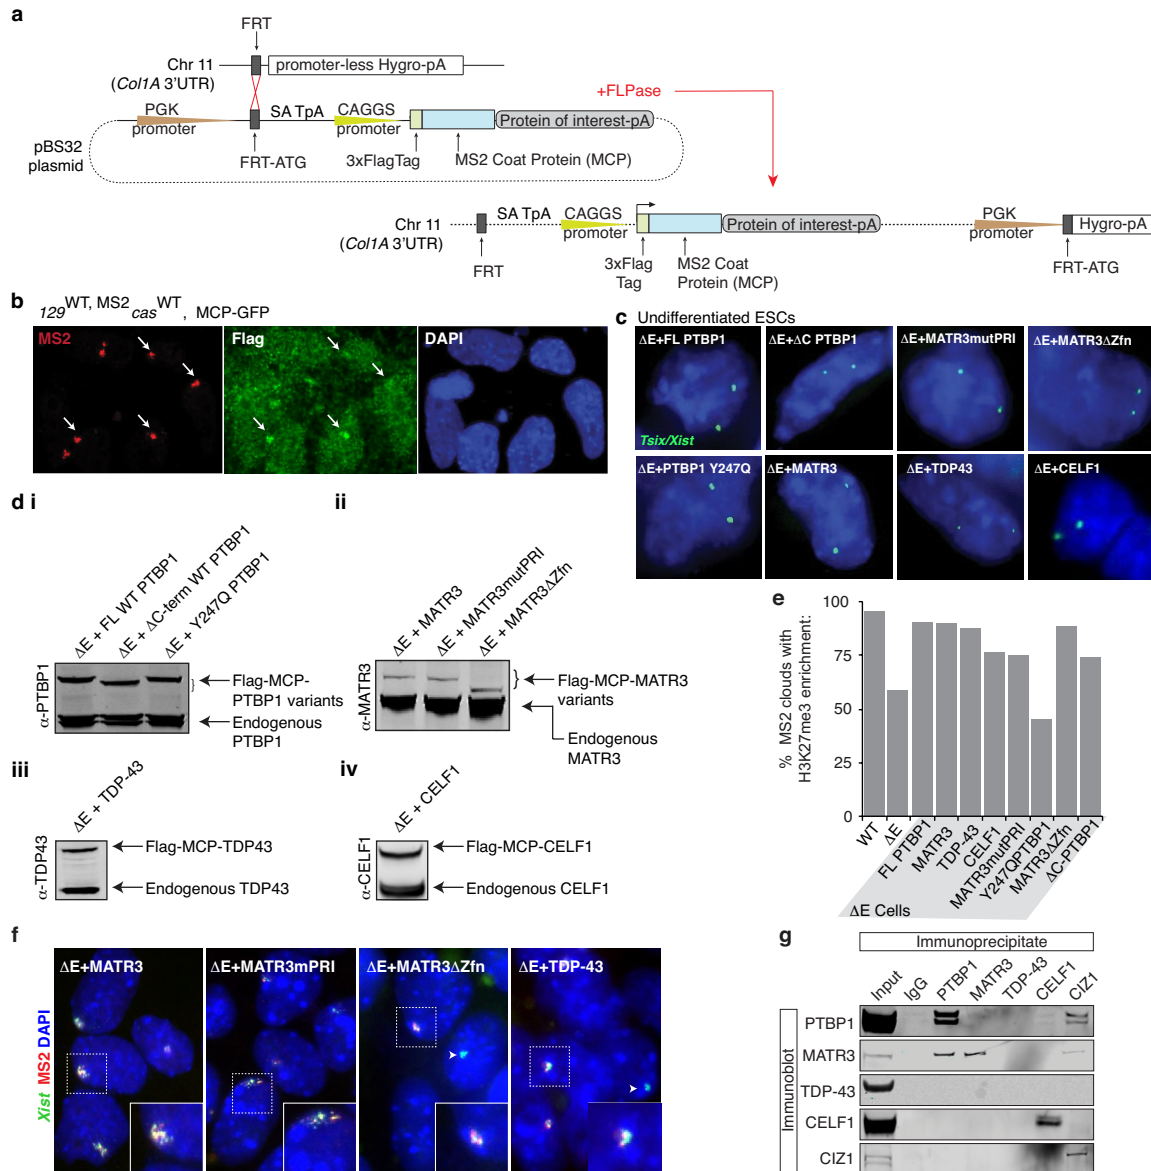 a
FRT
Chr 11
(Col1A 3'UTR)
promoter-less Hygro-pA
+FLPase
PGK
promoter
SA TpA
CAGGS
promoter
Protein of interest-pA
pBS32
plasmid
FRT-ATG
3xFlagTag
MS2 Coat Protein (MCP)
Chr 11
(Col1A 3'UTR)
SA TpA
CAGGS
promoter
Protein of interest-pA
PGK
promoter
Hygro-pA
FRT
3xFlag
Tag
MS2 Coat
Protein (MCP)
FRT-ATG
b
129WT, MS2 casWT, MCP-GFP
MS2
Flag
DAPI
c
Undifferentiated ESCs
ΔE+FL PTBP1
ΔE+ΔC PTBP1
ΔE+MATR3mutPRI
ΔE+MATR3ΔZfn
Tsix/Xist
ΔE+PTBP1 Y247Q
ΔE+MATR3
ΔE+TDP43
ΔE+CELF1
d i
ΔE + FL WT PTBP1
ΔE + ΔC-term WT PTBP1
ΔE + Y247Q PTBP1
α-PTBP1
Flag-MCP-
PTBP1 variants
Endogenous
PTBP1
ii
ΔE + MATR3
ΔE + MATR3mutPRI
ΔE + MATR3ΔZfn
α-MATR3
Flag-MCP-MATR3
variants
Endogenous
MATR3
iii
ΔE + TDP-43
α-TDP43
Flag-MCP-TDP43
Endogenous TDP43
iv
ΔE + CELF1
α-CELF1
Flag-MCP-CELF1
Endogenous CELF1
e
% MS2 clouds with
H3K27me3 enrichment:
100
75
50
25
0
WT
ΔE
FL PTBP1
MATR3
TDP-43
CELF1
MATR3mutPRI
Y247QPTBP1
MATR3ΔZfn
ΔC-PTBP1
ΔE Cells
f
Xist MS2 DAPI
ΔE+MATR3
ΔE+MATR3mPRI
ΔE+MATR3ΔZfn
ΔE+TDP-43
g
Immunoprecipitate
Input
IgG
PTBP1
MATR3
TDP-43
CELF1
CIZ1
Immunoblot
PTBP1
MATR3
TDP-43
CELF1
CIZ1